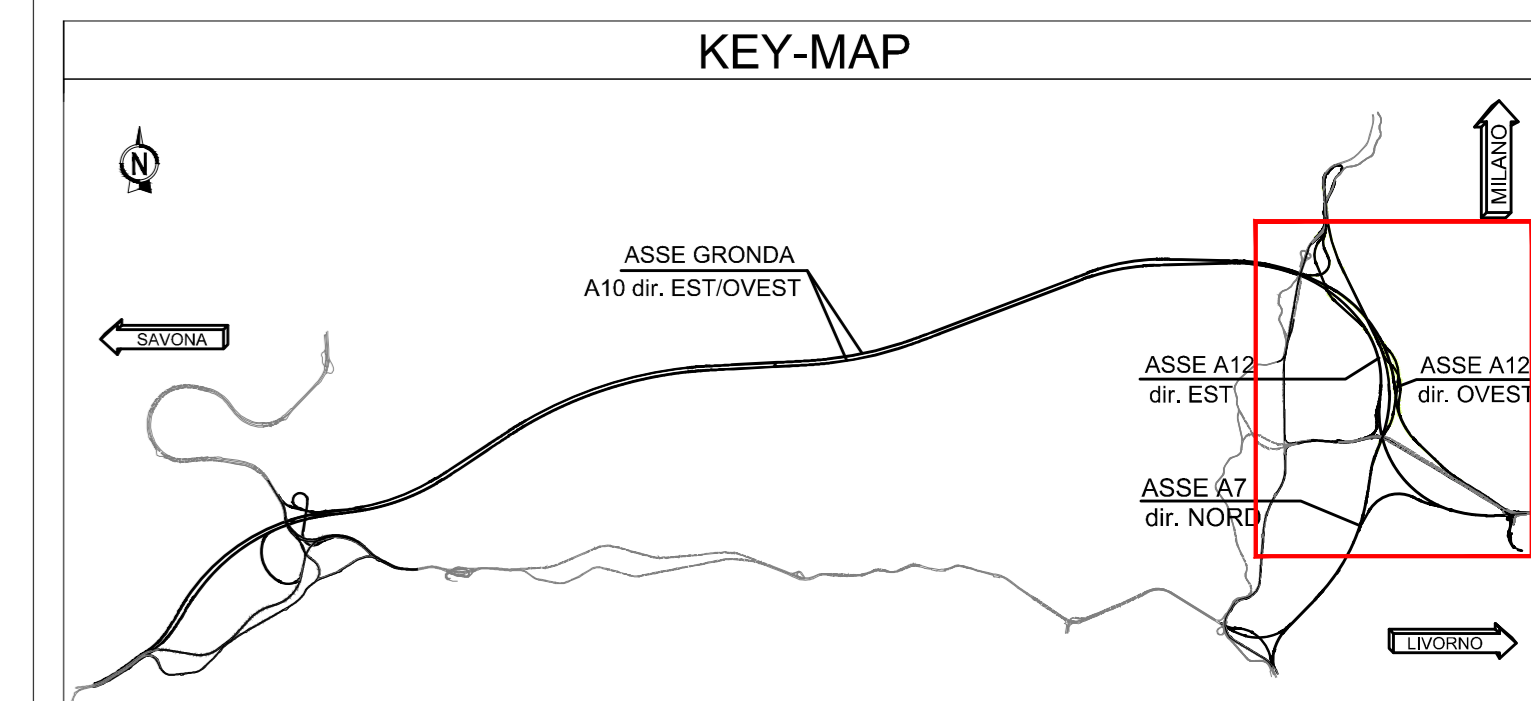 KEY-MAP
N
MILANO
ASSE GRONDA
A10 dir. EST/OVEST
SAVONA
ASSE A12
dir. EST
ASSE A12
dir. OVEST
ASSE A7
dir. NORD
LIVORNO